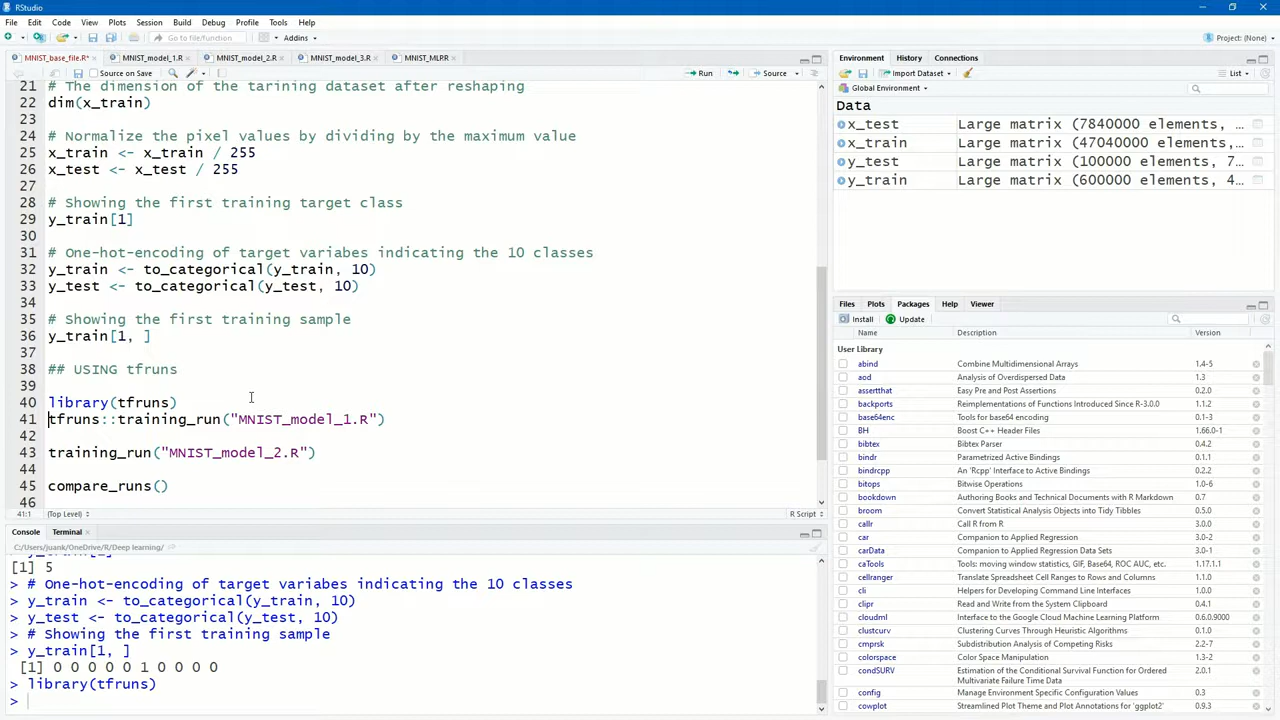 RStudio
File Edit Code View Plots Session Build Debug Profile Tools Help
Go to file/function Addins Project: (None)
MNIST_base_file.R* MNIST_model_1.R MNIST_model_2.R MNIST_model_3.R MNIST_MLRR
Source on Save Run Source
21 # The dimension of the tarining dataset after reshaping
22 dim(x_train)
23
24 # Normalize the pixel values by dividing by the maximum value
25 x_train <- x_train / 255
26 x_test <- x_test / 255
27
28 # Showing the first training target class
29 y_train[1]
30
31 # One-hot-encoding of target variabes indicating the 10 classes
32 y_train <- to_categorical(y_train, 10)
33 y_test <- to_categorical(y_test, 10)
34
35 # Showing the first training sample
36 y_train[1, ]
37
38 ## USING tfruns
39
40 library(tfruns)
41 tfruns::training_run("MNIST_model_1.R")
42
43 training_run("MNIST_model_2.R")
44
45 compare_runs()
46
41:1 (Top Level) R Script
Console Terminal
C:/Users/juank/OneDrive/R/Deep learning/
[1] 5
> # One-hot-encoding of target variabes indicating the 10 classes
> y_train <- to_categorical(y_train, 10)
> y_test <- to_categorical(y_test, 10)
> # Showing the first training sample
> y_train[1, ]
[1] 0 0 0 0 0 1 0 0 0 0
> library(tfruns)
>
Environment History Connections
Import Dataset List
Global Environment
Data
x_test Large matrix (7840000 elements, …
x_train Large matrix (47040000 elements,…
y_test Large matrix (100000 elements, 7…
y_train Large matrix (600000 elements, 4…
Files Plots Packages Help Viewer
Install Update
Name Description Version
User Library
abind Combine Multidimensional Arrays 1.4-5
aod Analysis of Overdispersed Data 1.3
assertthat Easy Pre and Post Assertions 0.2.0
backports Reimplementations of Functions Introduced Since R-3.0.0 1.1.2
base64enc Tools for base64 encoding 0.1-3
BH Boost C++ Header Files 1.66.0-1
bibtex Bibtex Parser 0.4.2
bindr Parametrized Active Bindings 0.1.1
bindrcpp An 'Rcpp' Interface to Active Bindings 0.2.2
bitops Bitwise Operations 1.0-6
bookdown Authoring Books and Technical Documents with R Markdown 0.7
broom Convert Statistical Analysis Objects into Tidy Tibbles 0.5.0
callr Call R from R 3.0.0
car Companion to Applied Regression 3.0-2
carData Companion to Applied Regression Data Sets 3.0-1
caTools Tools: moving window statistics, GIF, Base64, ROC AUC, etc. 1.17.1.1
cellranger Translate Spreadsheet Cell Ranges to Rows and Columns 1.1.0
cli Helpers for Developing Command Line Interfaces 1.0.0
clipr Read and Write from the System Clipboard 0.4.1
cloudml Interface to the Google Cloud Machine Learning Platform 0.6.0.9000
clustcurv Clustering Curves Through Heuristic Algorithms 0.1.0
cmprsk Subdistribution Analysis of Competing Risks 2.2-7
colorspace Color Space Manipulation 1.3-2
condSURV Estimation of the Conditional Survival Function for Ordered 2.0.1
Multivariate Failure Time Data
config Manage Environment Specific Configuration Values 0.3
cowplot Streamlined Plot Theme and Plot Annotations for 'ggplot2' 0.9.3